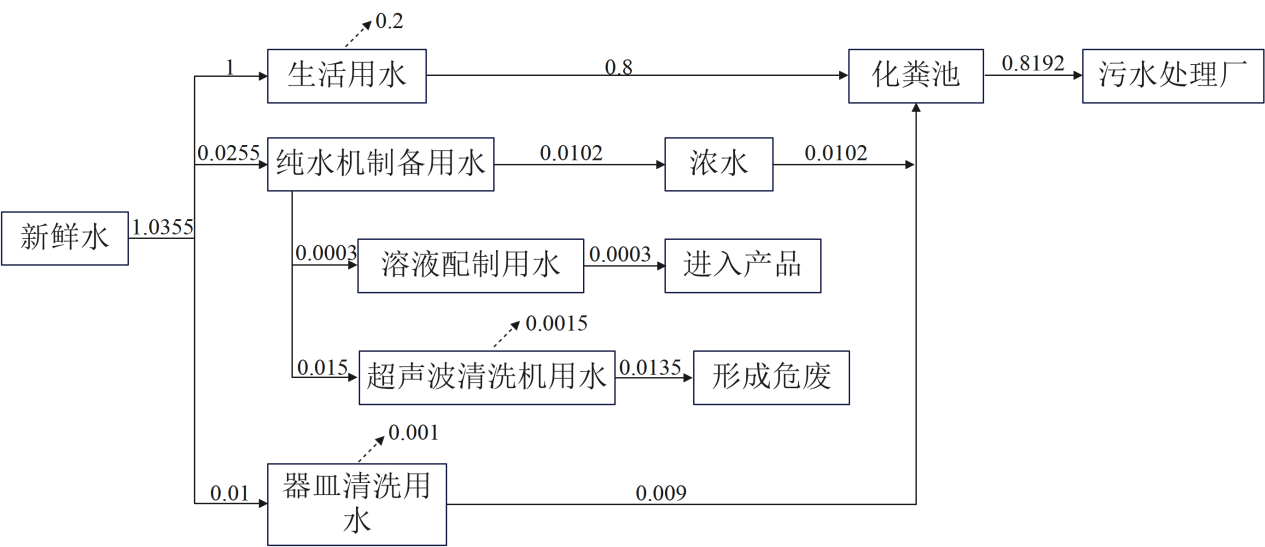 0.2
1
生活用水
0.8
化粪池
0.8192
污水处理厂
0.0255
纯水机制备用水
0.0102
浓水
0.0102
新鲜水
1.0355
0.0003
溶液配制用水
0.0003
进入产品
0.0015
0.015
超声波清洗机用水
0.0135
形成危废
0.001
0.01
器皿清洗用
水
0.009